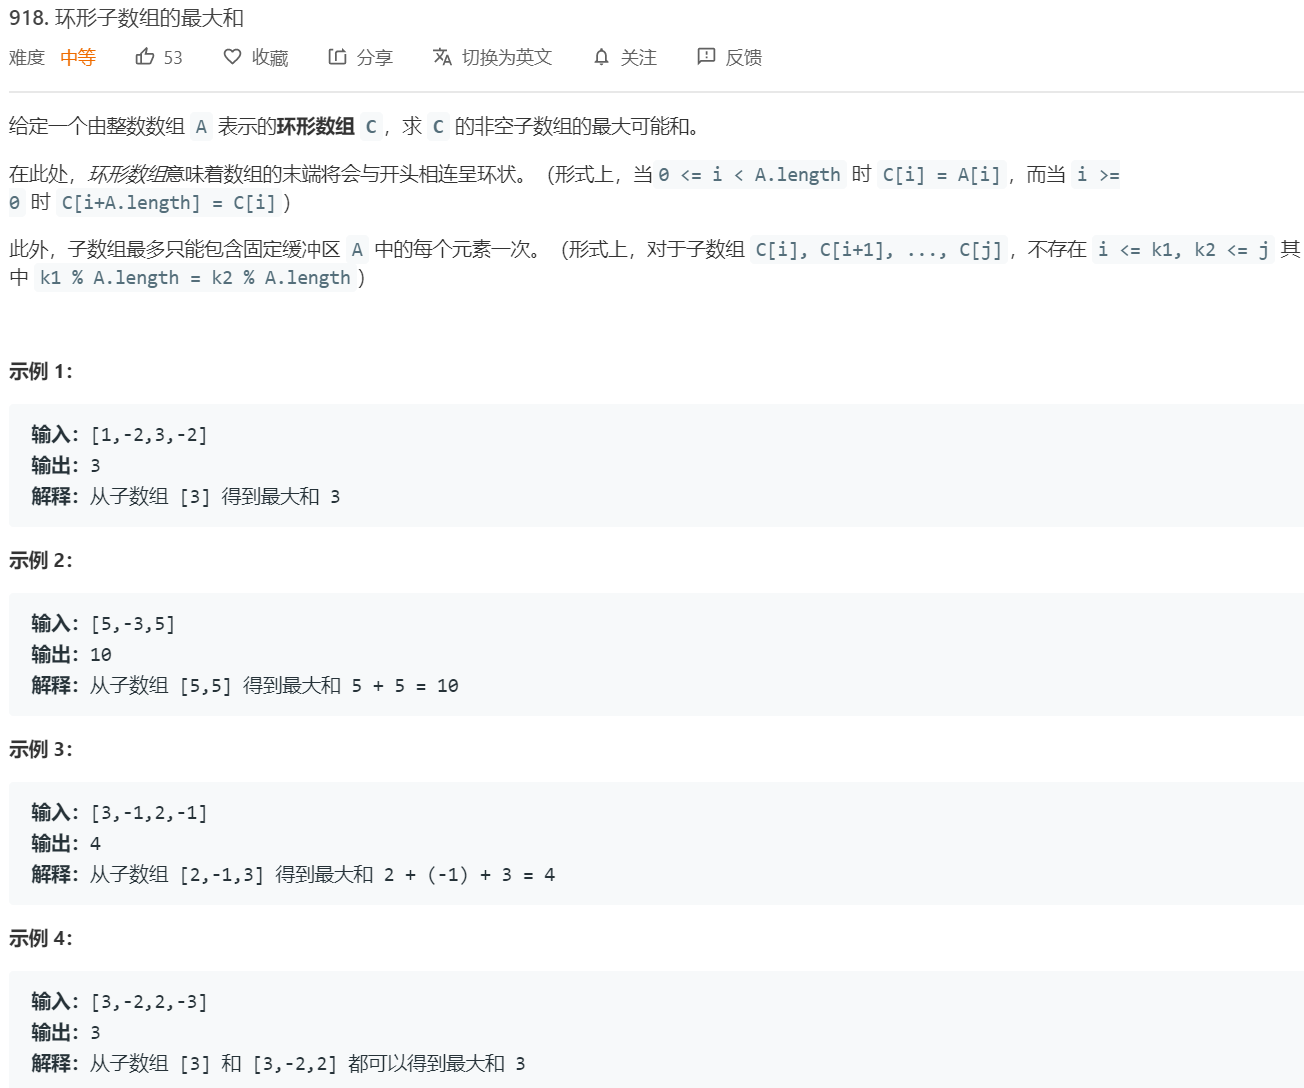 918. 环形子数组的最大和
难度 中等 53 收藏 分享 切换为英文 关注 反馈
给定一个由整数数组 A 表示的环形数组 C，求 C 的非空子数组的最大可能和。
在此处，环形数组意味着数组的末端将会与开头相连呈环状。（形式上，当 0 <= i < A.length 时 C[i] = A[i]，而当 i >=
0 时 C[i+A.length] = C[i]）
此外，子数组最多只能包含固定缓冲区 A 中的每个元素一次。（形式上，对于子数组 C[i], C[i+1], ..., C[j]，不存在 i <= k1, k2 <= j 其
中 k1 % A.length = k2 % A.length）
示例 1：
输入：[1,-2,3,-2]
输出：3
解释：从子数组 [3] 得到最大和 3
示例 2：
输入：[5,-3,5]
输出：10
解释：从子数组 [5,5] 得到最大和 5 + 5 = 10
示例 3：
输入：[3,-1,2,-1]
输出：4
解释：从子数组 [2,-1,3] 得到最大和 2 + (-1) + 3 = 4
示例 4：
输入：[3,-2,2,-3]
输出：3
解释：从子数组 [3] 和 [3,-2,2] 都可以得到最大和 3